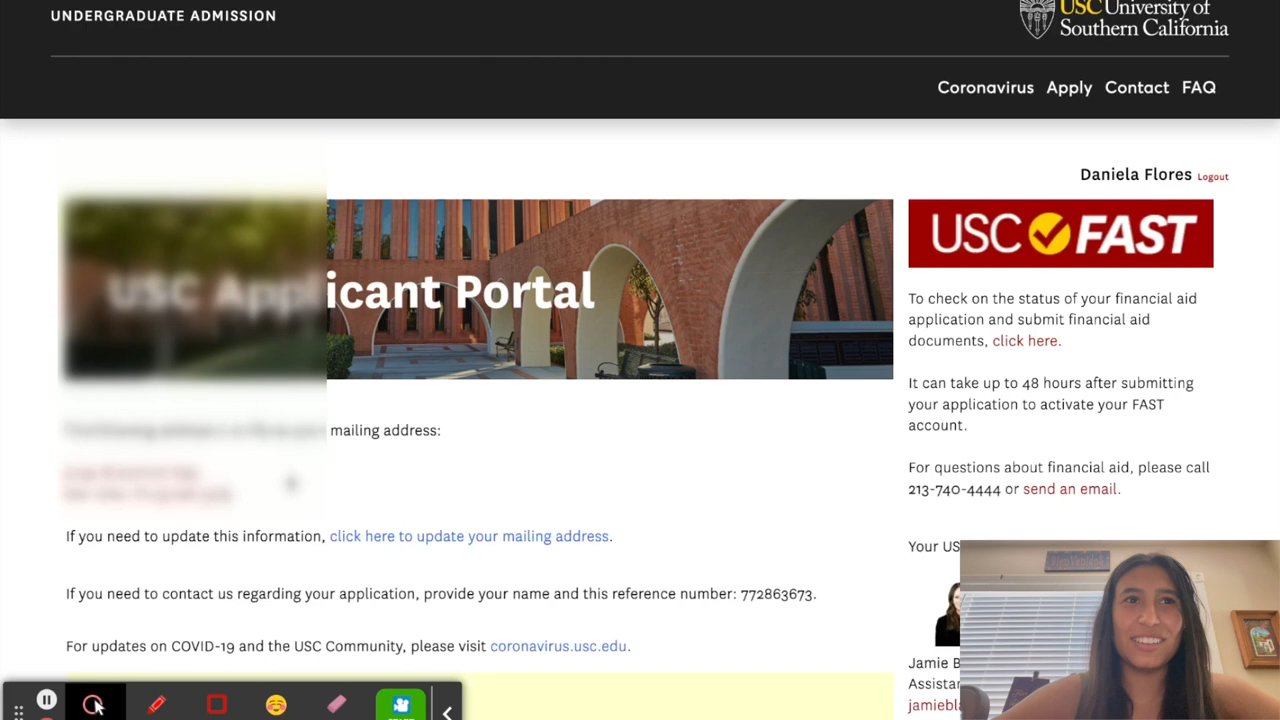 UNDERGRADUATE ADMISSION
USC University of
Southern California
Coronavirus Apply Contact FAQ
Daniela Flores Logout
USC Applicant Portal
USC FAST
To check on the status of your financial aid
application and submit financial aid
documents, click here.
It can take up to 48 hours after submitting
your application to activate your FAST
account.
For questions about financial aid, please call
213-740-4444 or send an email.
mailing address:
If you need to update this information, click here to update your mailing address.
If you need to contact us regarding your application, provide your name and this reference number: 772863673.
For updates on COVID-19 and the USC Community, please visit coronavirus.usc.edu.
Your US
Jamie B
Assista
jamiebl